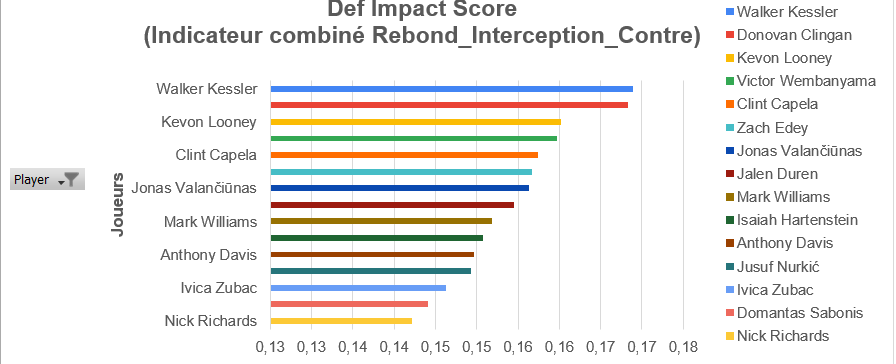 Def Impact Score
(Indicateur combiné Rebond_Interception_Contre)
Player
Joueurs
Walker Kessler
Kevon Looney
Clint Capela
Jonas Valančiūnas
Mark Williams
Anthony Davis
Ivica Zubac
Nick Richards
0,13 0,13 0,14 0,14 0,15 0,15 0,16 0,16 0,17 0,17 0,18
Walker Kessler
Donovan Clingan
Kevon Looney
Victor Wembanyama
Clint Capela
Zach Edey
Jonas Valančiūnas
Jalen Duren
Mark Williams
Isaiah Hartenstein
Anthony Davis
Jusuf Nurkić
Ivica Zubac
Domantas Sabonis
Nick Richards